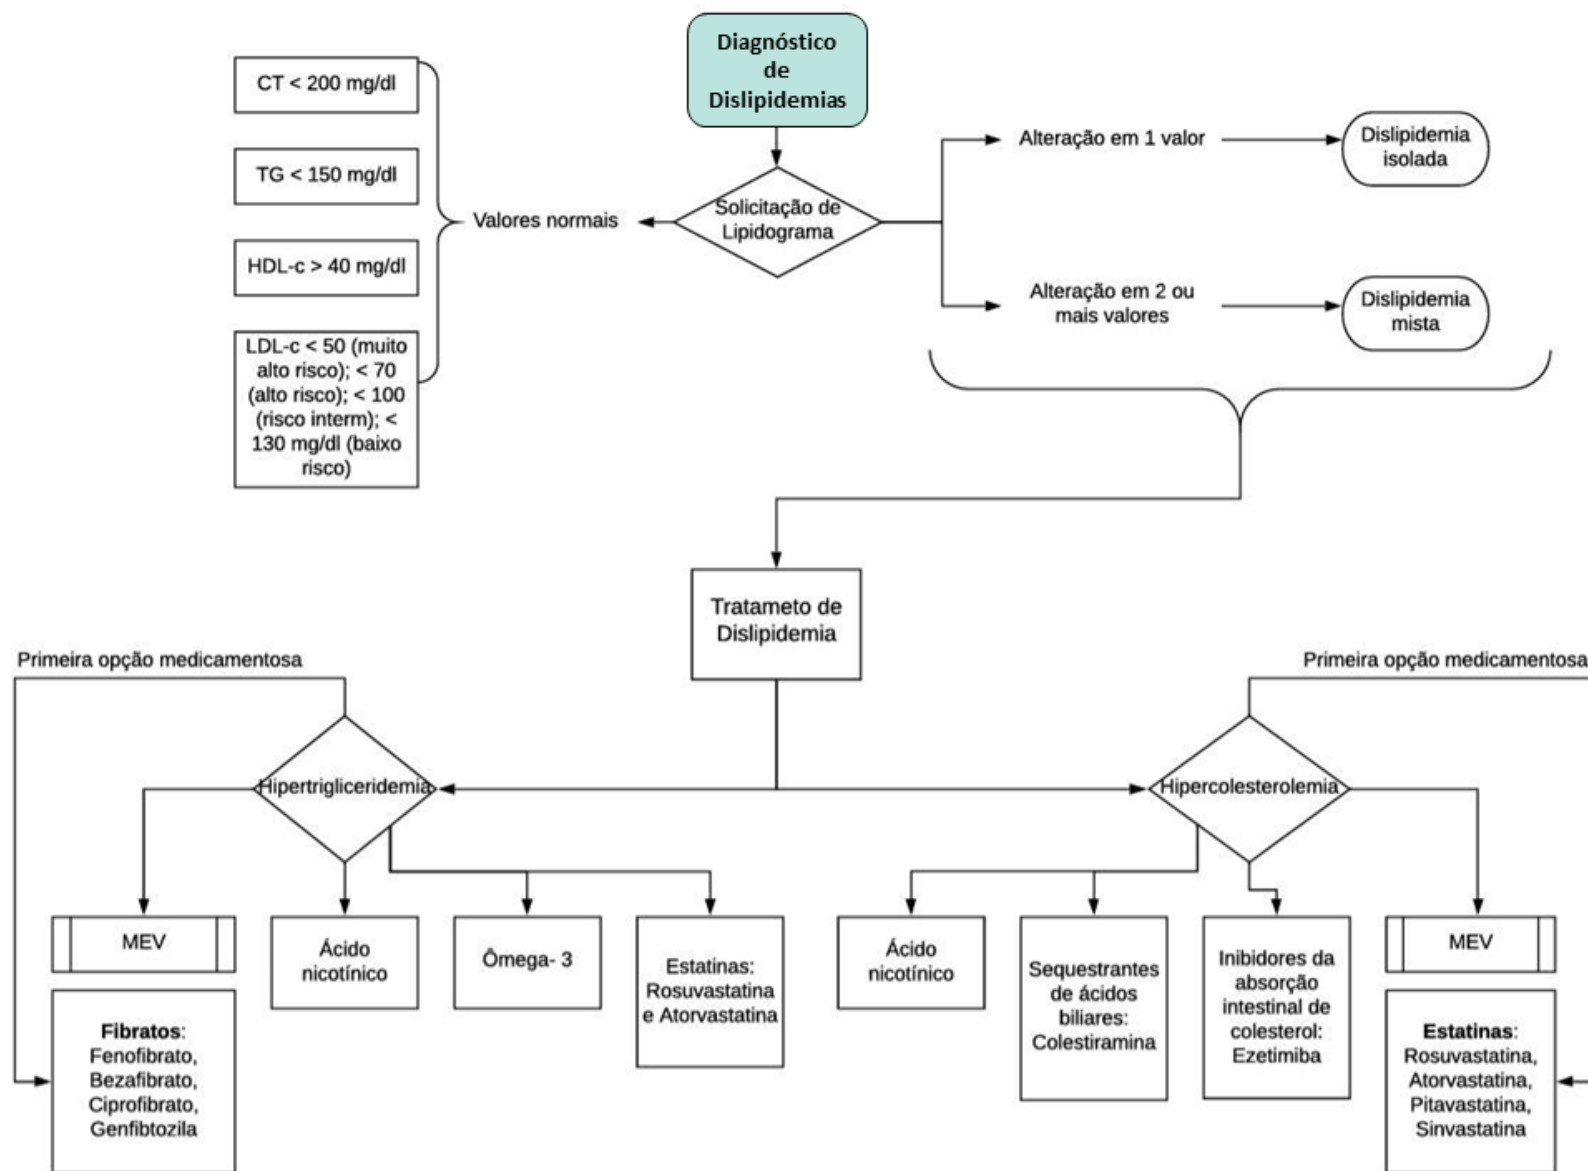 Diagnóstico
de
Dislipidemias
CT < 200 mg/dl
TG < 150 mg/dl
HDL-c > 40 mg/dl
LDL-c < 50 (muito
alto risco); < 70
(alto risco); < 100
(risco interm); <
130 mg/dl (baixo
risco)
Valores normais
Solicitação de
Lipidograma
Alteração em 1 valor
Dislipidemia
isolada
Alteração em 2 ou
mais valores
Dislipidemia
mista
Tratameto de
Dislipidemia
Primeira opção medicamentosa
Primeira opção medicamentosa
Hipertrigliceridemia
Hipercolesterolemia
MEV
Fibratos:
Fenofibrato,
Bezafibrato,
Ciprofibrato,
Genfibtozila
Ácido
nicotínico
Ômega- 3
Estatinas:
Rosuvastatina
e Atorvastatina
Ácido
nicotínico
Sequestrantes
de ácidos
biliares:
Colestiramina
Inibidores da
absorção
intestinal de
colesterol:
Ezetimiba
MEV
Estatinas:
Rosuvastatina,
Atorvastatina,
Pitavastatina,
Sinvastatina